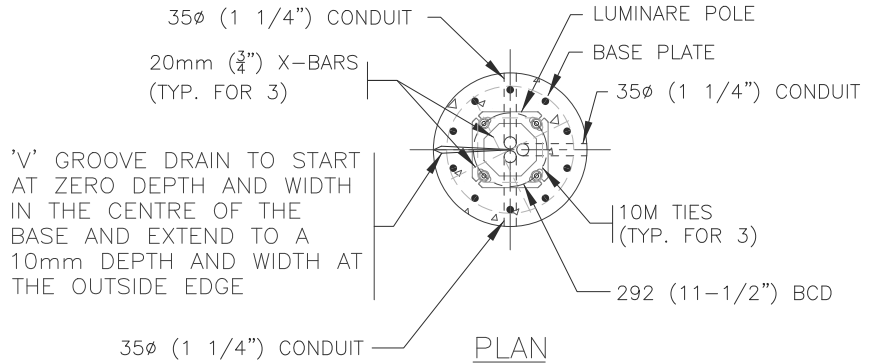 35ø (1 1/4”) CONDUIT
LUMINARE POLE
20mm (3/4”) X-BARS
(TYP. FOR 3)
BASE PLATE
35ø (1 1/4”) CONDUIT
'V' GROOVE DRAIN TO START
AT ZERO DEPTH AND WIDTH
IN THE CENTRE OF THE
BASE AND EXTEND TO A
10mm DEPTH AND WIDTH AT
THE OUTSIDE EDGE
10M TIES
(TYP. FOR 3)
292 (11-1/2”) BCD
35ø (1 1/4”) CONDUIT
PLAN